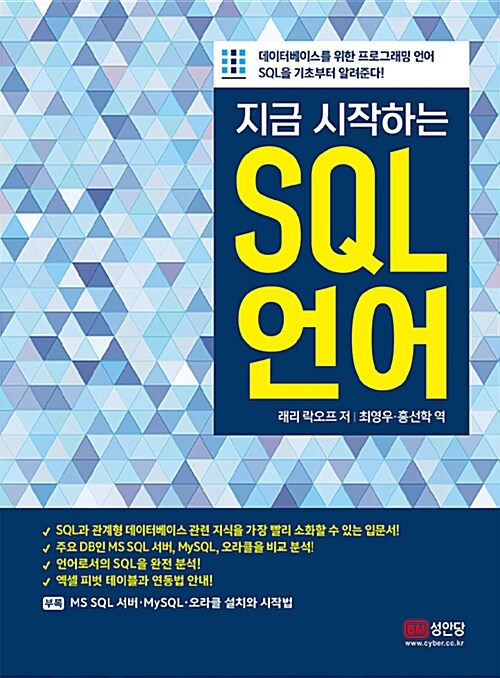 데이터베이스를 위한 프로그래밍 언어
SQL을 기초부터 알려준다!
지금 시작하는
SQL
언어
래리 락오프 저 | 최영우·홍선학 역
✓ SQL과 관계형 데이터베이스 관련 지식을 가장 빨리 소화할 수 있는 입문서!
✓ 주요 DB인 MS SQL 서버, MySQL, 오라클을 비교 분석!
✓ 언어로서의 SQL을 완전 분석!
✓ 엑셀 피벗 테이블과 연동법 안내!
부록 MS SQL 서버·MySQL·오라클 설치와 시작법
BM 성안당
www.cyber.co.kr